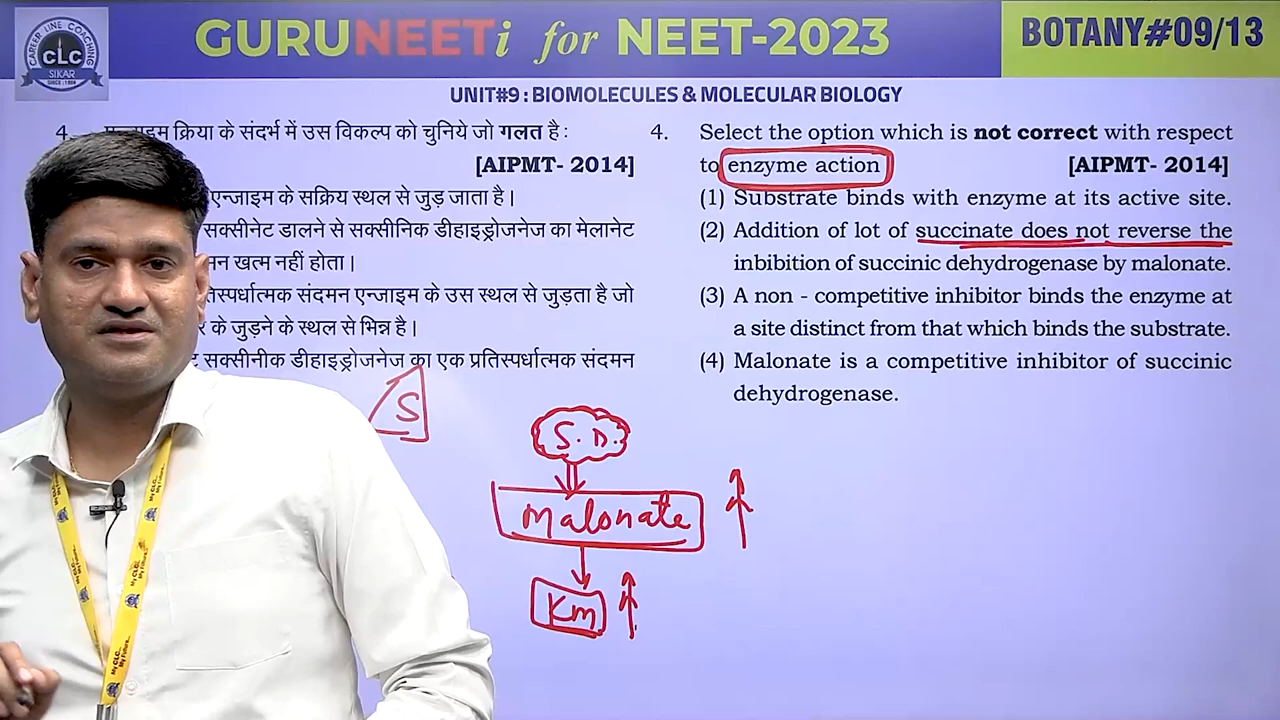 CAREER LINE COACHING
CLC
SIKAR
SINCE : 1996
GURUNEETi for NEET-2023
BOTANY#09/13
UNIT#9 : BIOMOLECULES & MOLECULAR BIOLOGY
4.
क्रिया के संदर्भ में उस विकल्प को चुनिये जो गलत है :
[AIPMT- 2014]
एन्जाइम के सक्रिय स्थल से जुड़ जाता है।
सक्सीनेट डालने से सक्सीनिक डीहाइड्रोजनेज का मेलानेट
खत्म नहीं होता।
संदमन एन्जाइम के उस स्थल से जुड़ता है जो
के जुड़ने के स्थल से भिन्न है।
सक्सीनीक डीहाइड्रोजनेज का एक प्रतिस्पर्धात्मक संदमन
4. Select the option which is not correct with respect
to enzyme action [AIPMT- 2014]
(1) Substrate binds with enzyme at its active site.
(2) Addition of lot of succinate does not reverse the
inbibition of succinic dehydrogenase by malonate.
(3) A non - competitive inhibitor binds the enzyme at
a site distinct from that which binds the substrate.
(4) Malonate is a competitive inhibitor of succinic
dehydrogenase.
S
S.D.
malonate
Km